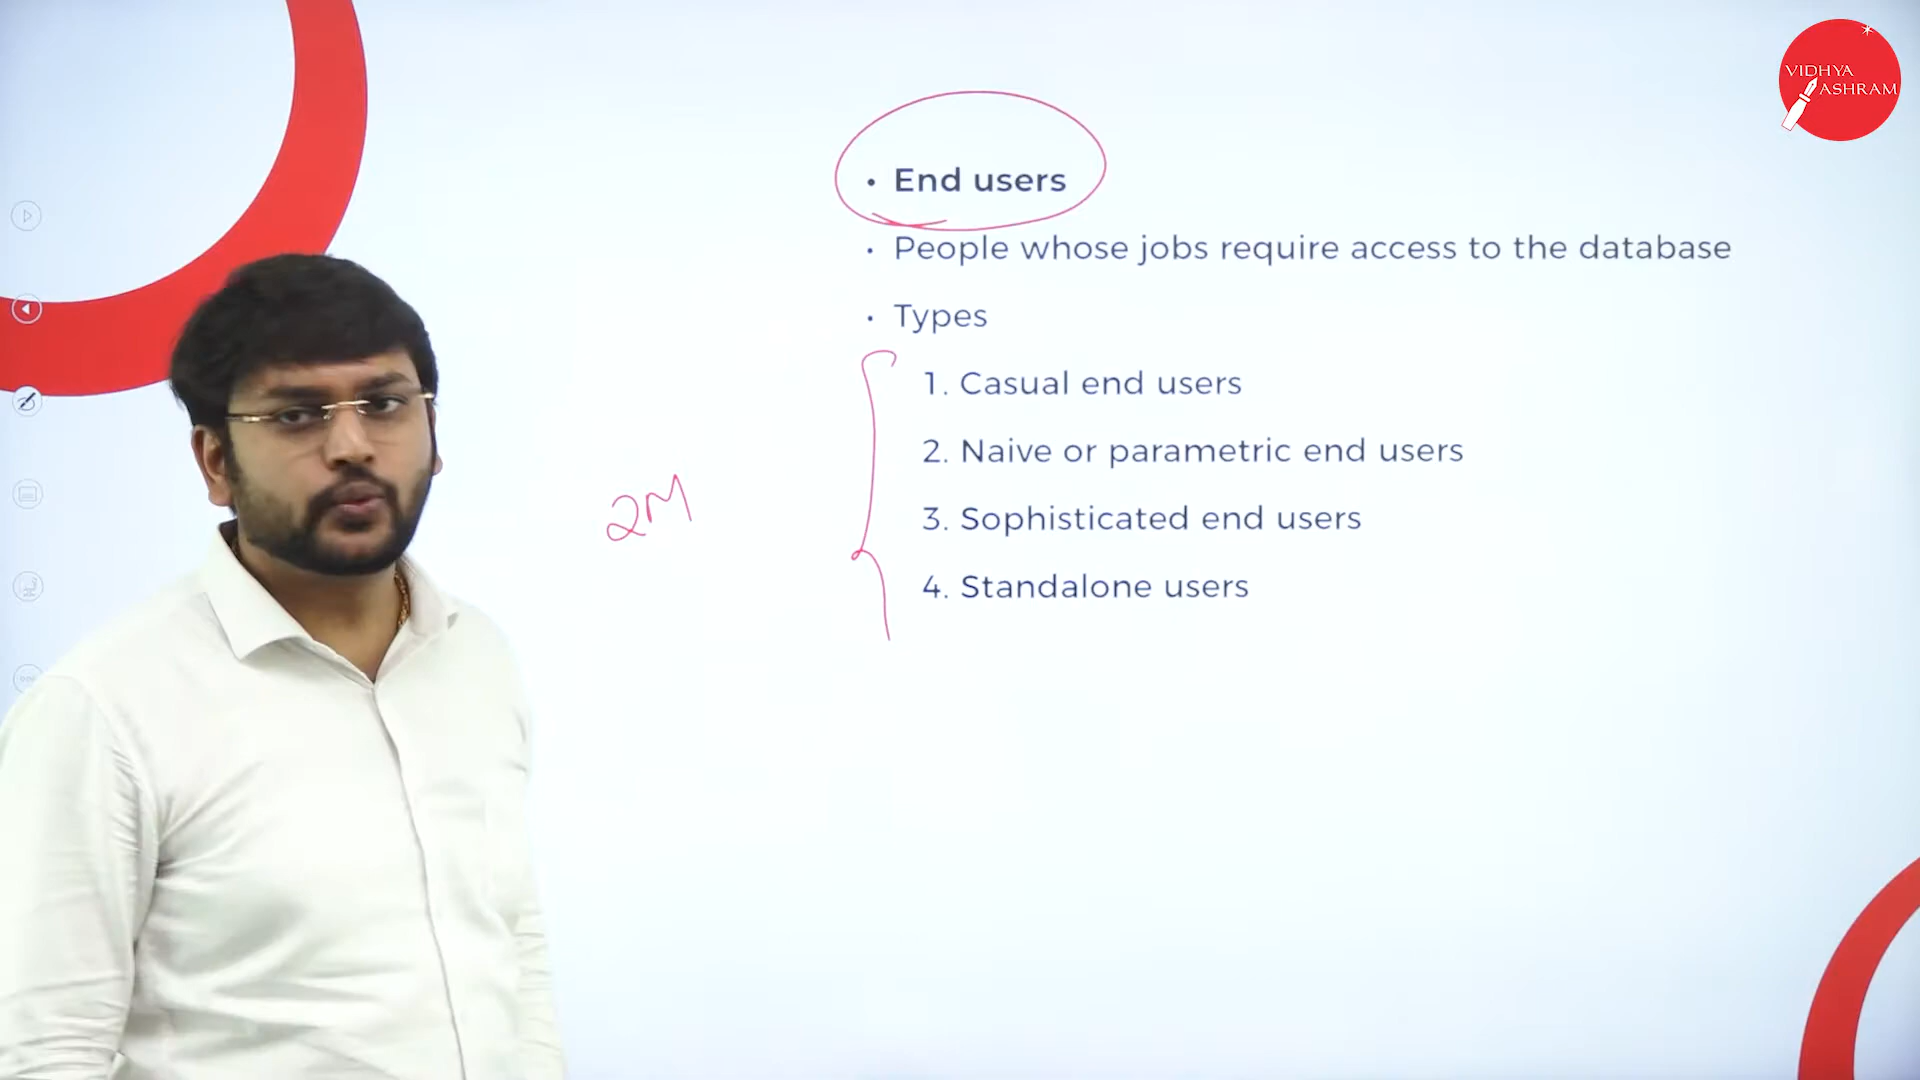 VIDHYA
ASHRAM
• End users
• People whose jobs require access to the database
• Types
1. Casual end users
2. Naive or parametric end users
2M
3. Sophisticated end users
4. Standalone users